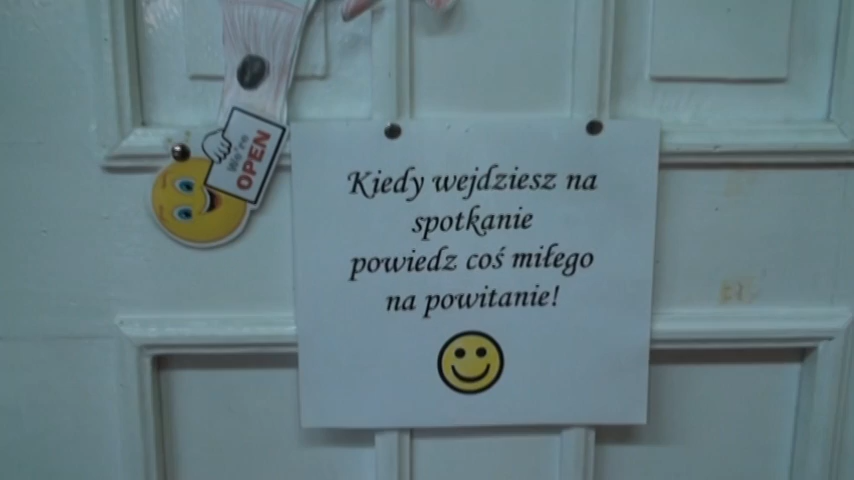 We're
OPEN
Kiedy wejdziesz na
spotkanie
powiedz coś miłego
na powitanie!